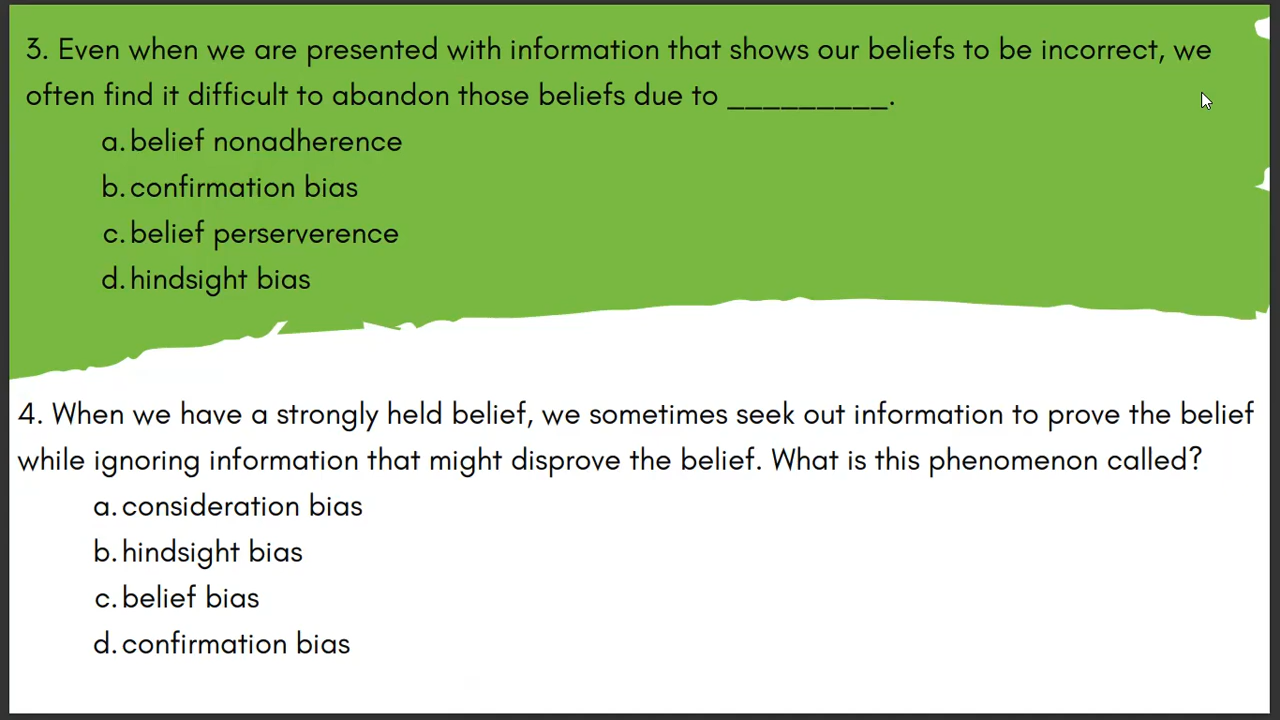 3. Even when we are presented with information that shows our beliefs to be incorrect, we
often find it difficult to abandon those beliefs due to _________.
a. belief nonadherence
b. confirmation bias
c. belief perserverence
d. hindsight bias
4. When we have a strongly held belief, we sometimes seek out information to prove the belief
while ignoring information that might disprove the belief. What is this phenomenon called?
a. consideration bias
b. hindsight bias
c. belief bias
d. confirmation bias